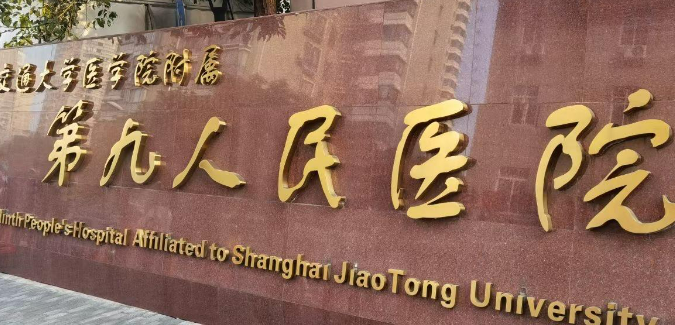 交通大学医学院附属
第九人民医院
Ninth People's Hospital Affiliated to Shanghai JiaoTong University